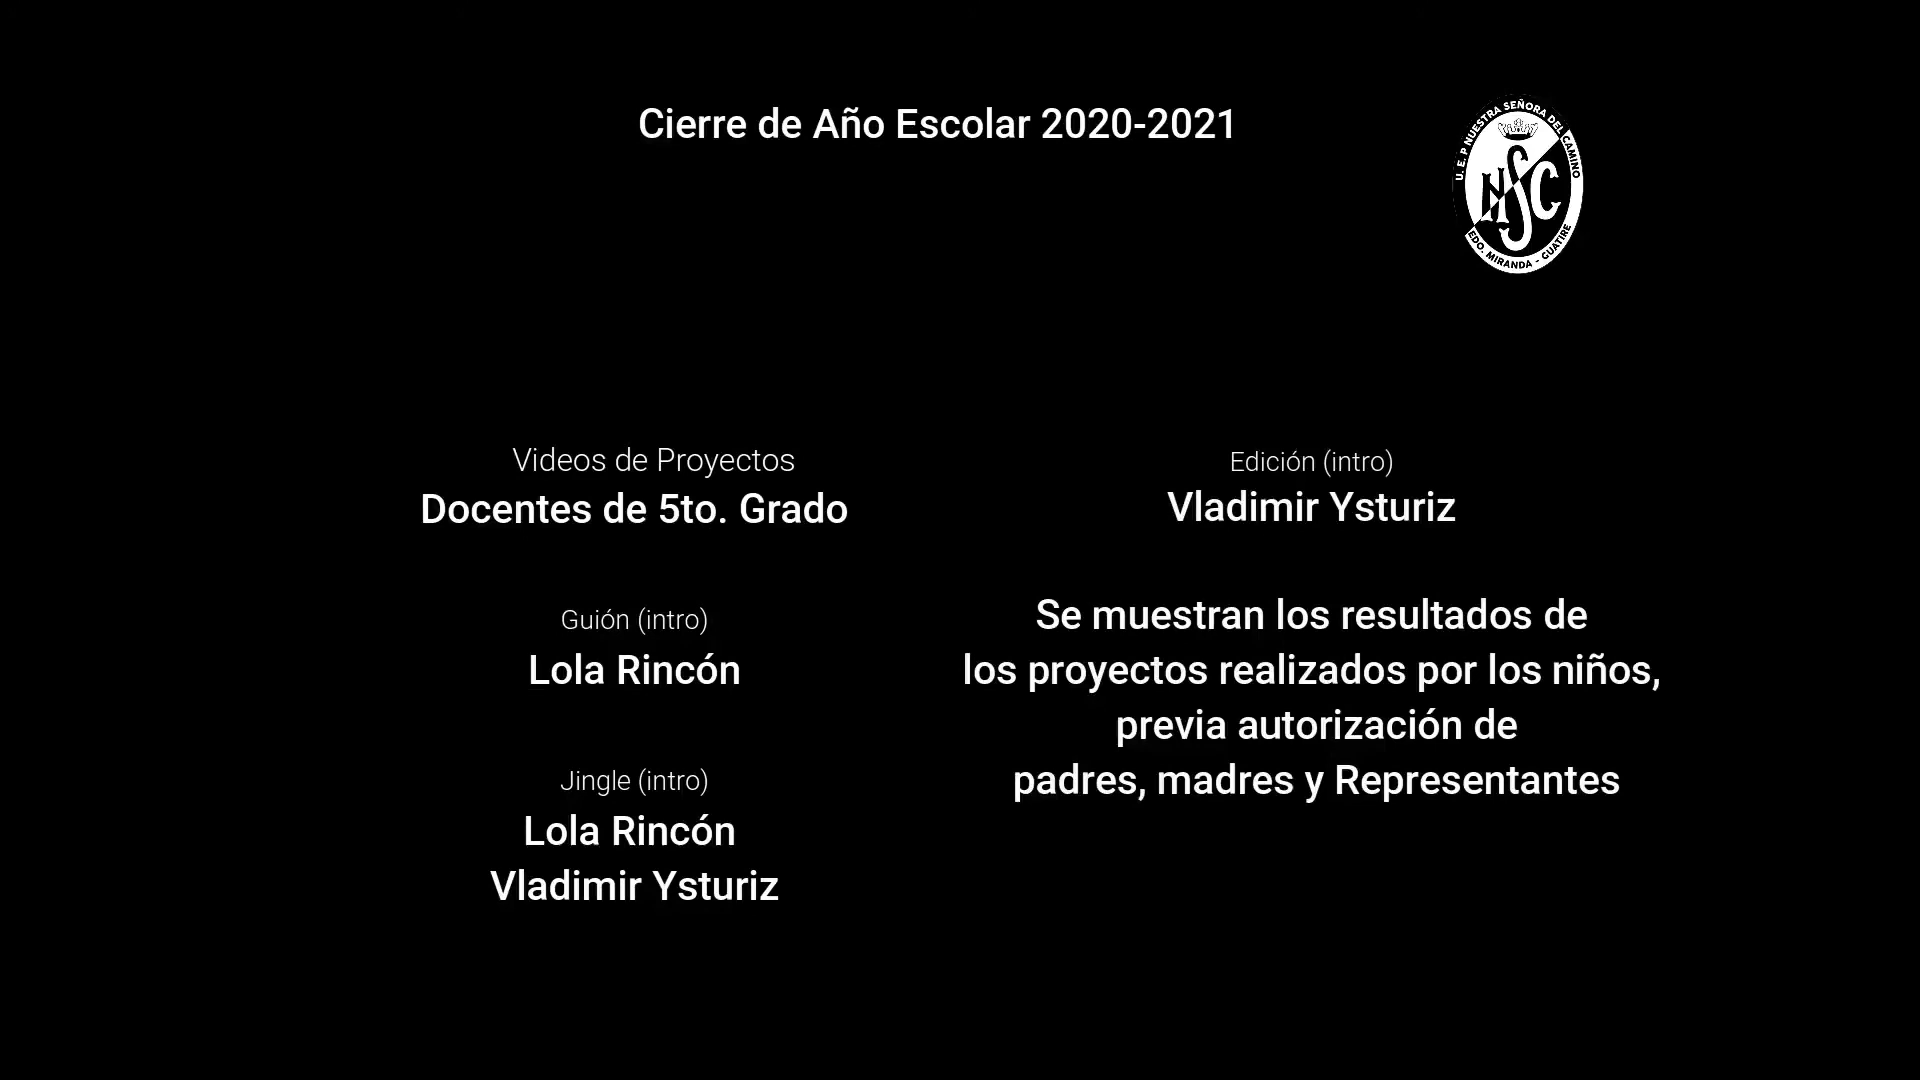 Cierre de Año Escolar 2020-2021
U. E. P NUESTRA SEÑORA DEL CAMINO
NSC
EDO. MIRANDA - GUATIRE
Videos de Proyectos
Docentes de 5to. Grado
Guión (intro)
Lola Rincón
Jingle (intro)
Lola Rincón
Vladimir Ysturiz
Edición (intro)
Vladimir Ysturiz
Se muestran los resultados de
los proyectos realizados por los niños,
previa autorización de
padres, madres y Representantes